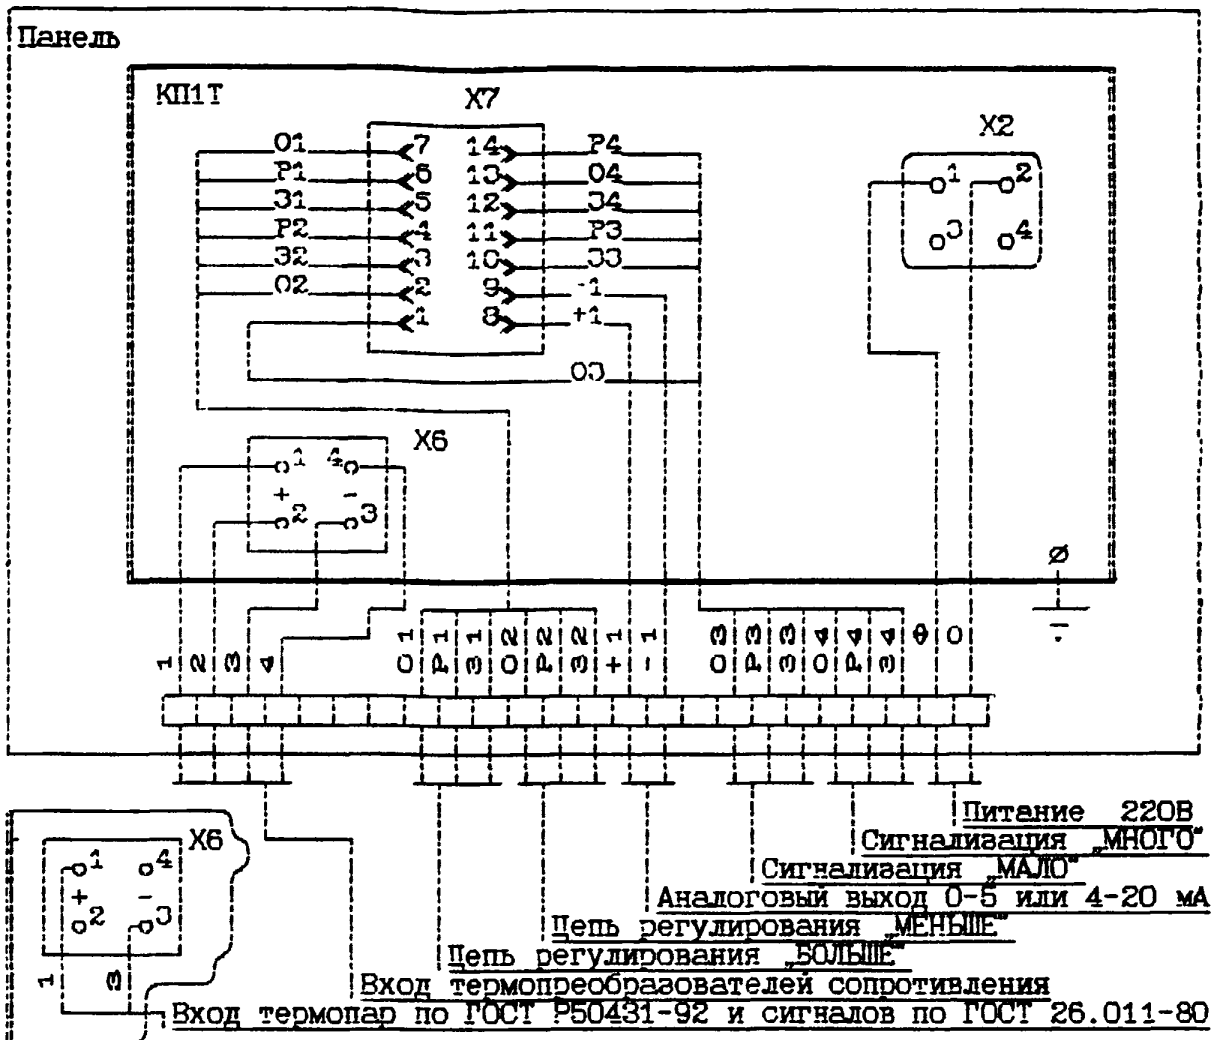 Панель
КП1Т
X7
X2
О1 7 14 Р4
Р1 6 13 О4
З1 5 12 З4
Р2 4 11 Р3
З2 3 10 З3
О2 2 9 -1
1 8 +1
О3
1 2
3 4
X6
1 4
+ -
2 3
1 2 3 4 О1 Р1 З1 О2 Р2 З2 +1 -1 О3 Р3 З3 О4 Р4 З4 Ф О
Питание 220В
Сигнализация „МНОГО"
Сигнализация „МАЛО"
Аналоговый выход 0-5 или 4-20 мА
Цепь регулирования „МЕНЬШЕ"
Цепь регулирования „БОЛЬШЕ"
Вход термопреобразователей сопротивления
Вход термопар по ГОСТ Р50431-92 и сигналов по ГОСТ 26.011-80
X6
1 4
+ -
2 3
1 3